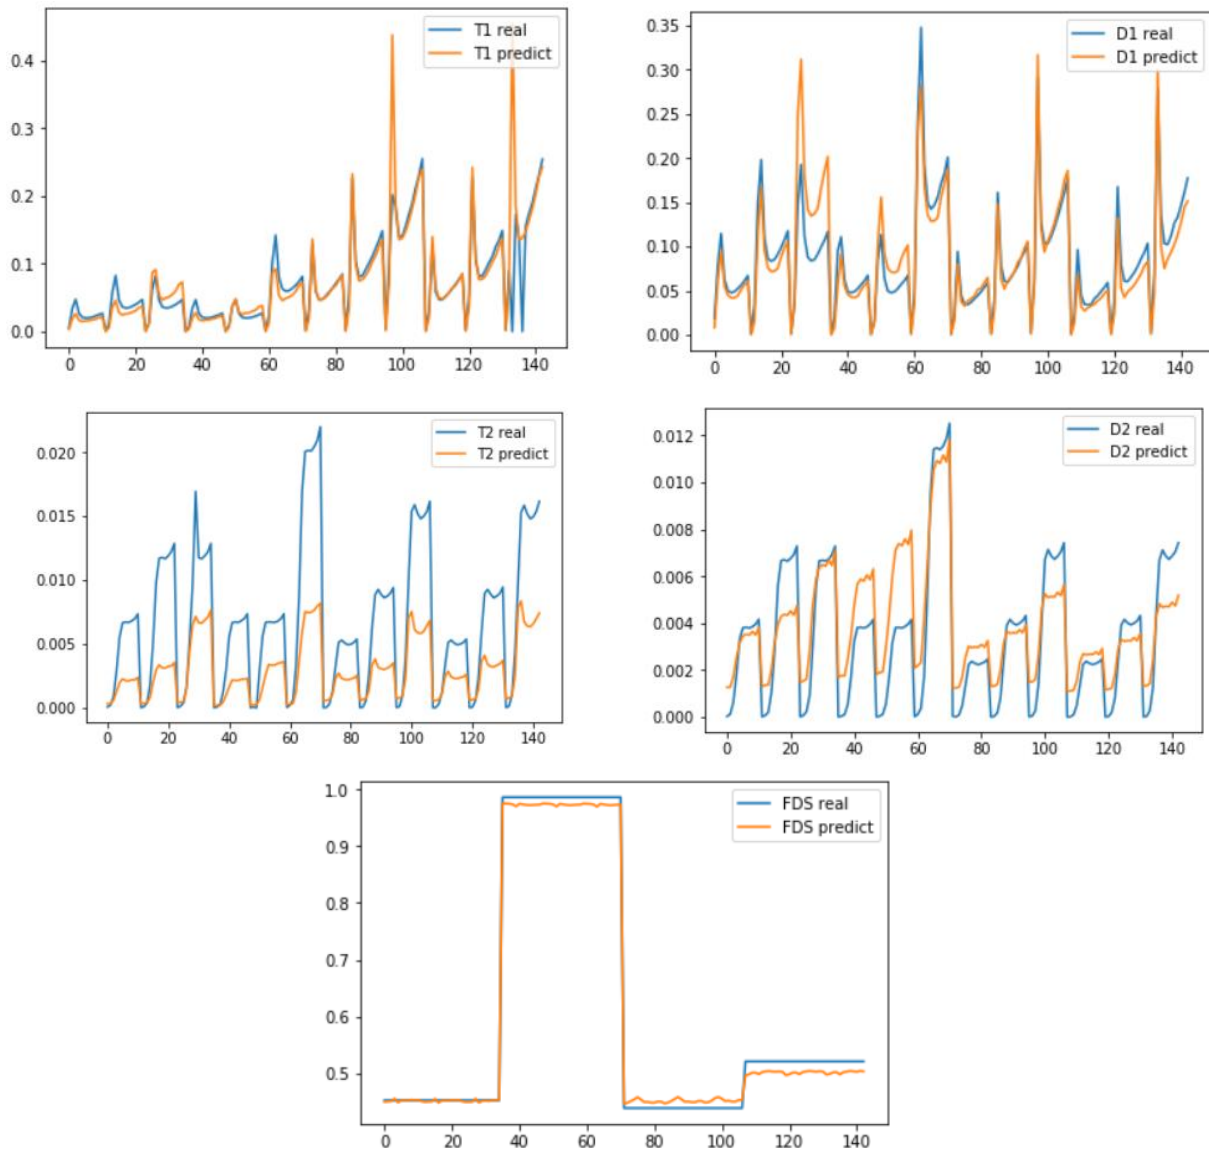 T1 real
T1 predict
0.4
0.3
0.2
0.1
0.0
0 20 40 60 80 100 120 140
D1 real
D1 predict
0.35
0.30
0.25
0.20
0.15
0.10
0.05
0.00
0 20 40 60 80 100 120 140
T2 real
T2 predict
0.020
0.015
0.010
0.005
0.000
0 20 40 60 80 100 120 140
D2 real
D2 predict
0.012
0.010
0.008
0.006
0.004
0.002
0.000
0 20 40 60 80 100 120 140
FDS real
FDS predict
1.0
0.9
0.8
0.7
0.6
0.5
0 20 40 60 80 100 120 140